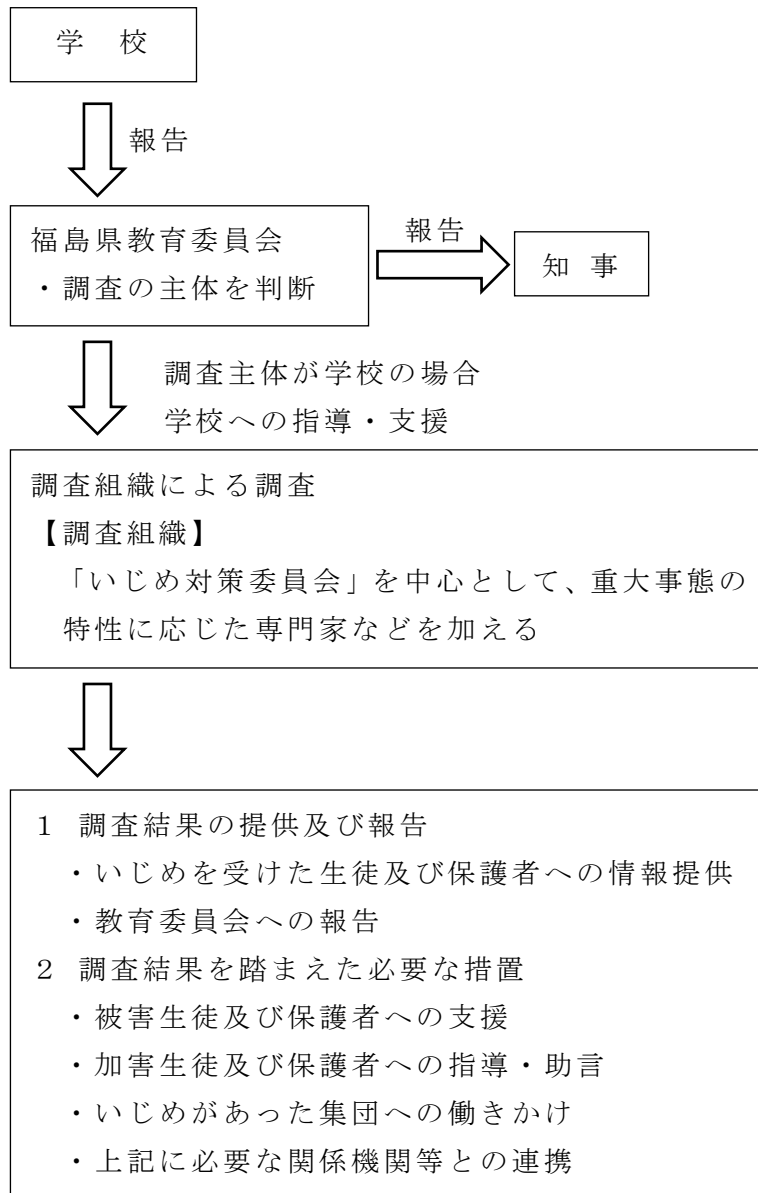 学 校
報告
福島県教育委員会
・調査の主体を判断
報告
知 事
調査主体が学校の場合
学校への指導・支援
調査組織による調査
【調査組織】
「いじめ対策委員会」を中心として、重大事態の
特性に応じた専門家などを加える
1 調査結果の提供及び報告
・いじめを受けた生徒及び保護者への情報提供
・教育委員会への報告
2 調査結果を踏まえた必要な措置
・被害生徒及び保護者への支援
・加害生徒及び保護者への指導・助言
・いじめがあった集団への働きかけ
・上記に必要な関係機関等との連携